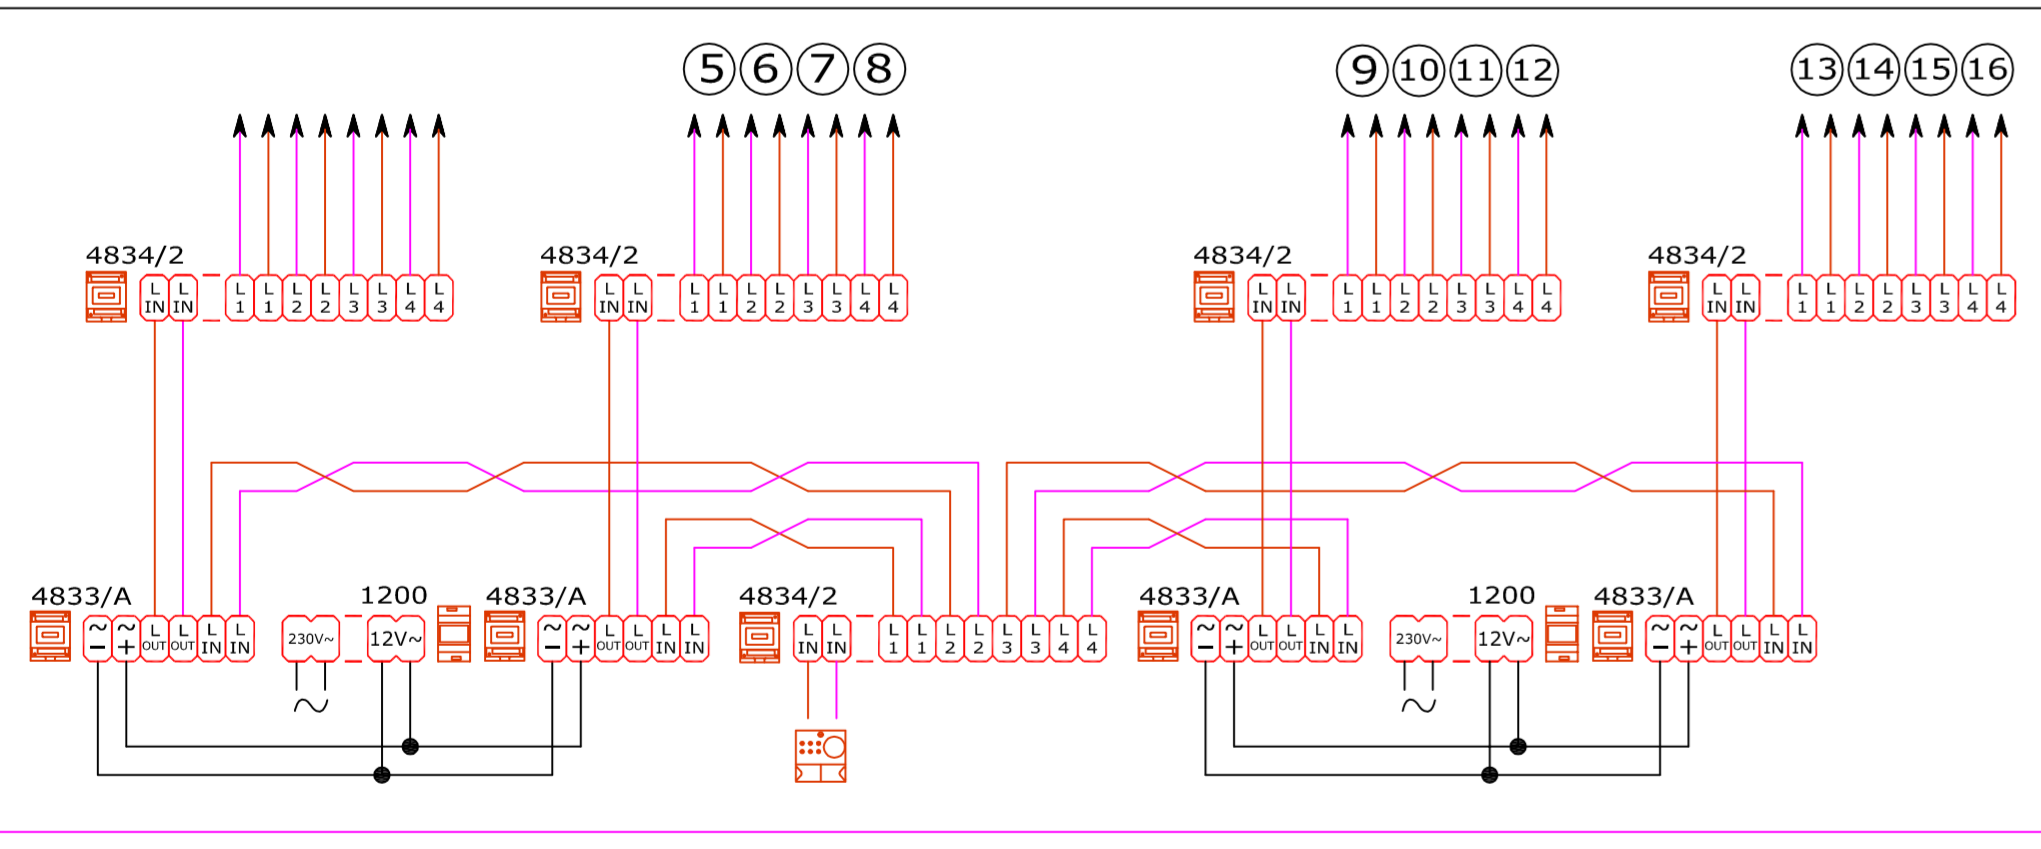 5 6 7 8 9 10 11 12 13 14 15 16
4834/2 4834/2 4834/2 4834/2
L L L L L L L L L L L L L L L L L L L L L L L L L L L L L L L L L L L L L L L L
IN IN 1 1 2 2 3 3 4 4 IN IN 1 1 2 2 3 3 4 4 IN IN 1 1 2 2 3 3 4 4 IN IN 1 1 2 2 3 3 4 4
4833/A 1200 4833/A 4834/2 4833/A 1200 4833/A
~ ~ L L L L 230V~ 12V~ ~ ~ L L L L L L L L L L L L L L ~ ~ L L L L 230V~ 12V~ ~ ~ L L L L
− + OUT OUT IN IN − + OUT OUT IN IN IN IN 1 1 2 2 3 3 4 4 − + OUT OUT IN IN − + OUT OUT IN IN
~ ~